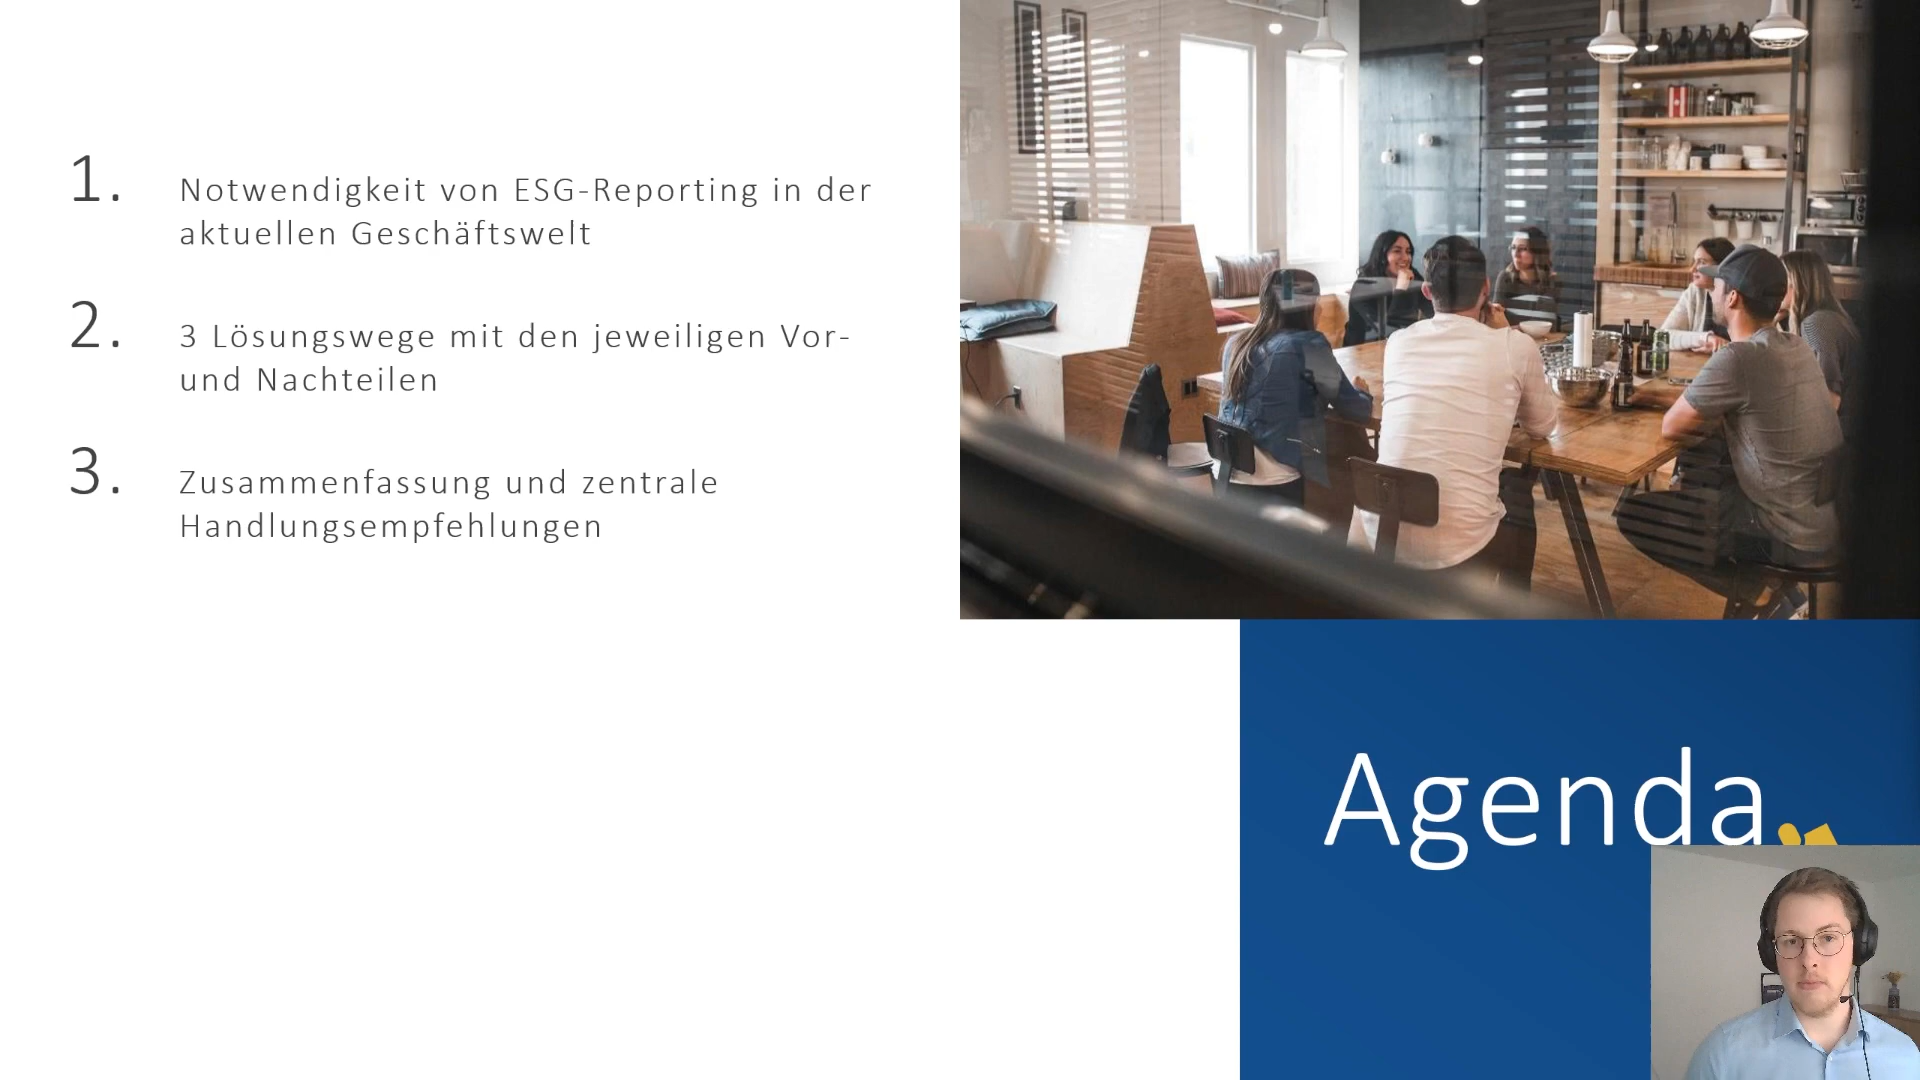 1. Notwendigkeit von ESG-Reporting in der
aktuellen Geschäftswelt
2. 3 Lösungswege mit den jeweiligen Vor-
und Nachteilen
3. Zusammenfassung und zentrale
Handlungsempfehlungen
Agenda